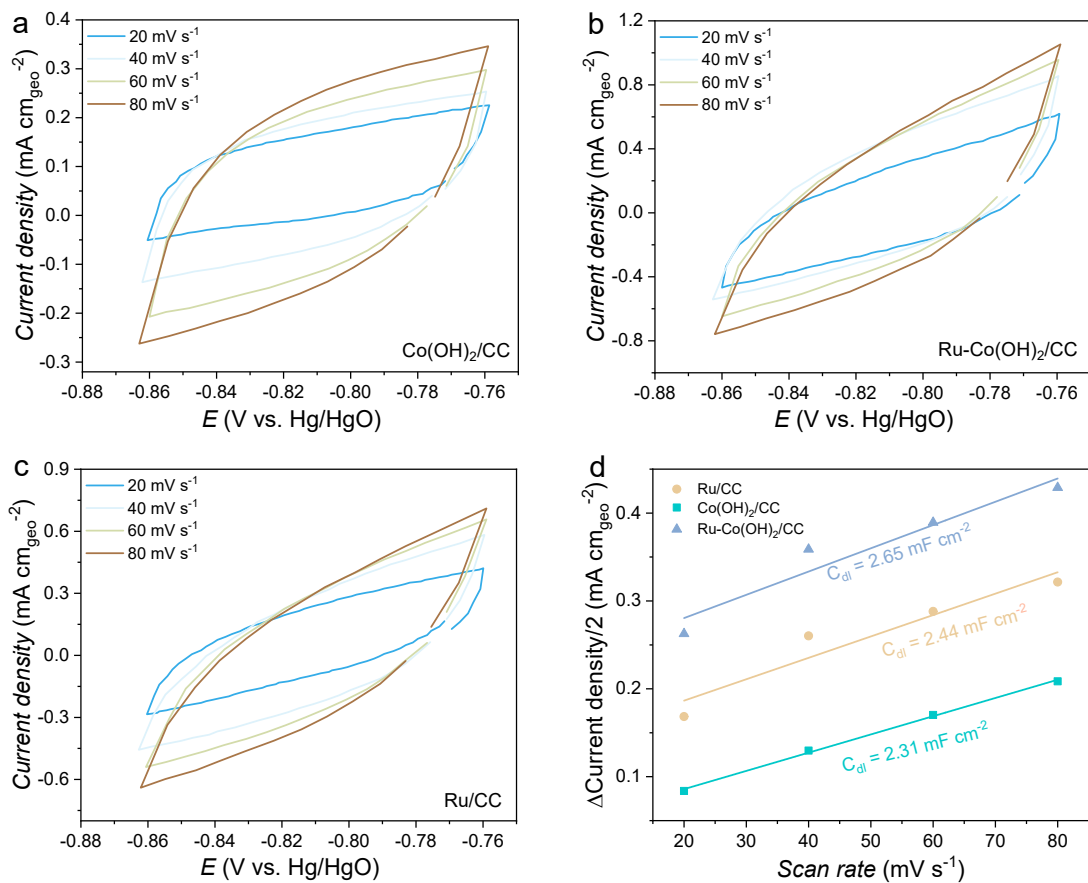 a
0.4
0.3
0.2
0.1
0.0
-0.1
-0.2
-0.3
Current density (mA cm_geo⁻²)
20 mV s⁻¹
40 mV s⁻¹
60 mV s⁻¹
80 mV s⁻¹
Co(OH)₂/CC
-0.88 -0.86 -0.84 -0.82 -0.80 -0.78 -0.76
E (V vs. Hg/HgO)
b
1.2
0.8
0.4
0.0
-0.4
-0.8
Current density (mA cm_geo⁻²)
20 mV s⁻¹
40 mV s⁻¹
60 mV s⁻¹
80 mV s⁻¹
Ru-Co(OH)₂/CC
-0.88 -0.86 -0.84 -0.82 -0.80 -0.78 -0.76
E (V vs. Hg/HgO)
c
0.9
0.6
0.3
0.0
-0.3
-0.6
Current density (mA cm_geo⁻²)
20 mV s⁻¹
40 mV s⁻¹
60 mV s⁻¹
80 mV s⁻¹
Ru/CC
-0.88 -0.86 -0.84 -0.82 -0.80 -0.78 -0.76
E (V vs. Hg/HgO)
d
0.4
0.3
0.2
0.1
ΔCurrent density/2 (mA cm_geo⁻²)
Ru/CC
Co(OH)₂/CC
Ru-Co(OH)₂/CC
C_dl = 2.65 mF cm⁻²
C_dl = 2.44 mF cm⁻²
C_dl = 2.31 mF cm⁻²
20 30 40 50 60 70 80
Scan rate (mV s⁻¹)